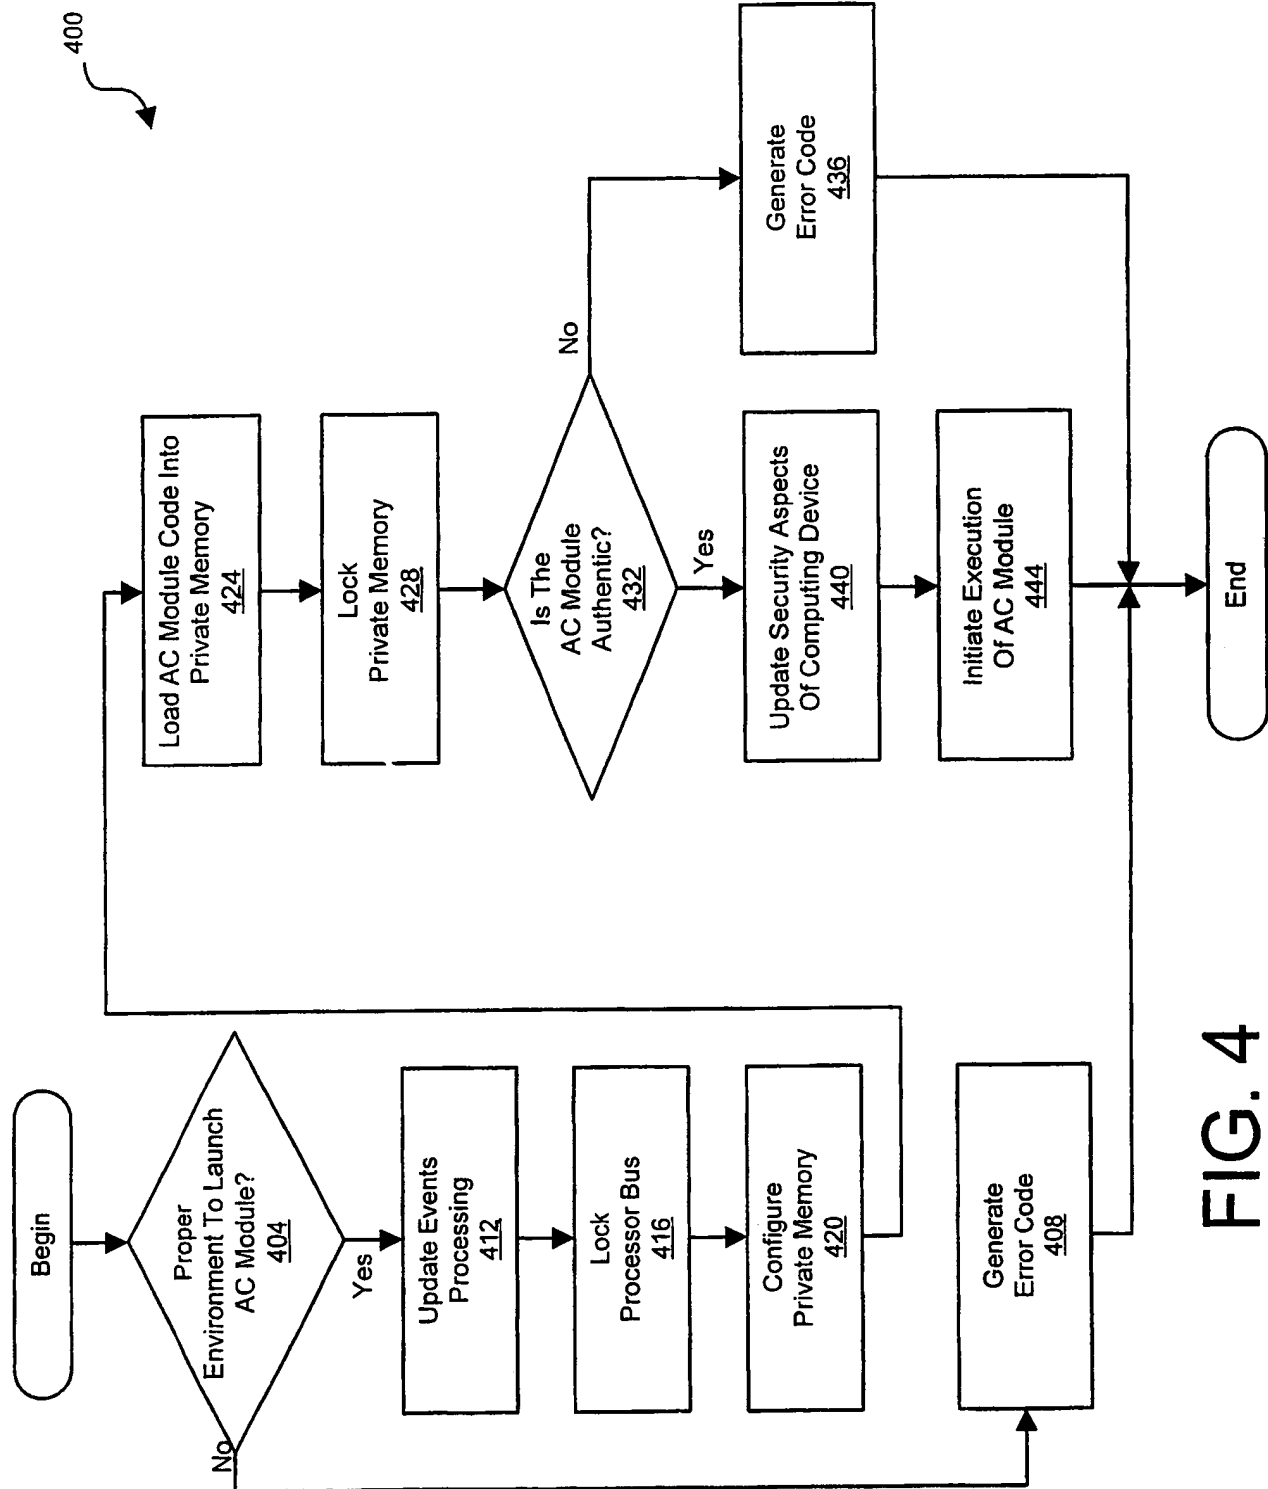 400
Begin
Proper
Environment To Launch
AC Module?
404
No
Yes
Update Events
Processing
412
Lock
Processor Bus
416
Configure
Private Memory
420
Generate
Error Code
408
Load AC Module Code Into
Private Memory
424
Lock
Private Memory
428
Is The
AC Module
Authentic?
432
No
Yes
Generate
Error Code
436
Update Security Aspects
Of Computing Device
440
Initiate Execution
Of AC Module
444
End
FIG. 4